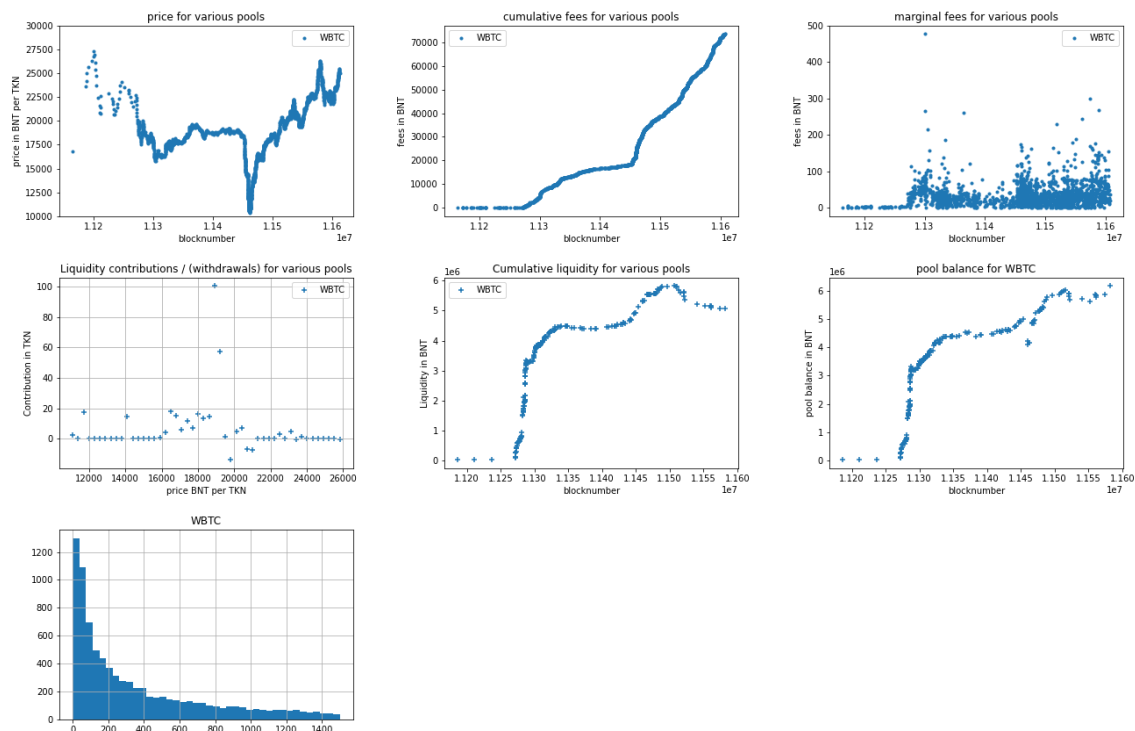 price for various pools
30000
27500
25000
22500
20000
17500
15000
12500
10000
price in BNT per TKN
WBTC
1.12 1.13 1.14 1.15 1.16
blocknumber
1e7
cumulative fees for various pools
70000
60000
50000
40000
30000
20000
10000
0
fees in BNT
WBTC
1.12 1.13 1.14 1.15 1.16
blocknumber
1e7
marginal fees for various pools
500
400
300
200
100
0
fees in BNT
WBTC
1.12 1.13 1.14 1.15 1.16
blocknumber
1e7
Liquidity contributions / (withdrawals) for various pools
100
80
60
40
20
0
Contribution in TKN
WBTC
12000 14000 16000 18000 20000 22000 24000 26000
price BNT per TKN
Cumulative liquidity for various pools
1e6
6
5
4
3
2
1
0
Liquidity in BNT
WBTC
1.120 1.125 1.130 1.135 1.140 1.145 1.150 1.155 1.160
blocknumber
1e7
pool balance for WBTC
1e6
6
5
4
3
2
1
0
pool balance in BNT
1.120 1.125 1.130 1.135 1.140 1.145 1.150 1.155 1.160
blocknumber
1e7
WBTC
1200
1000
800
600
400
200
0
0 200 400 600 800 1000 1200 1400